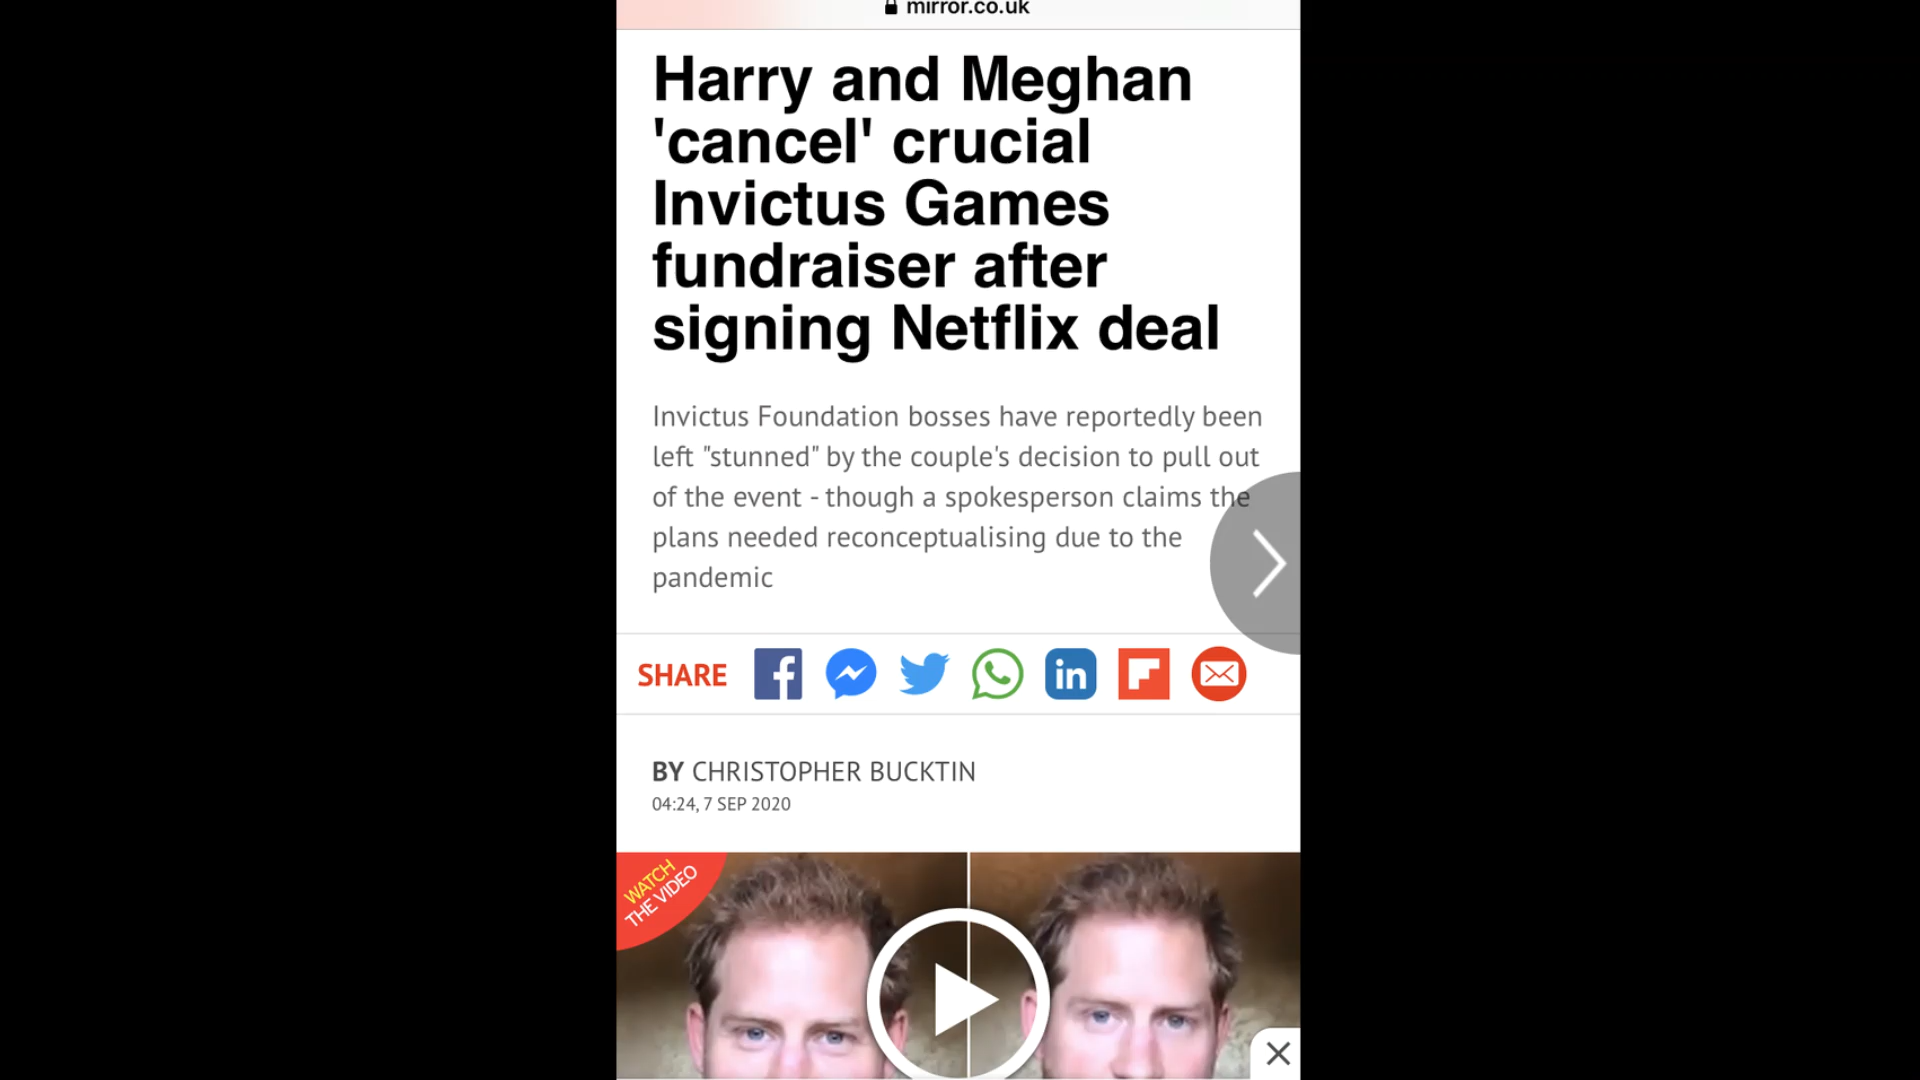 mirror.co.uk
Harry and Meghan
'cancel' crucial
Invictus Games
fundraiser after
signing Netflix deal
Invictus Foundation bosses have reportedly been
left "stunned" by the couple's decision to pull out
of the event - though a spokesperson claims the
plans needed reconceptualising due to the
pandemic
SHARE
BY CHRISTOPHER BUCKTIN
04:24, 7 SEP 2020
WATCH
THE VIDEO